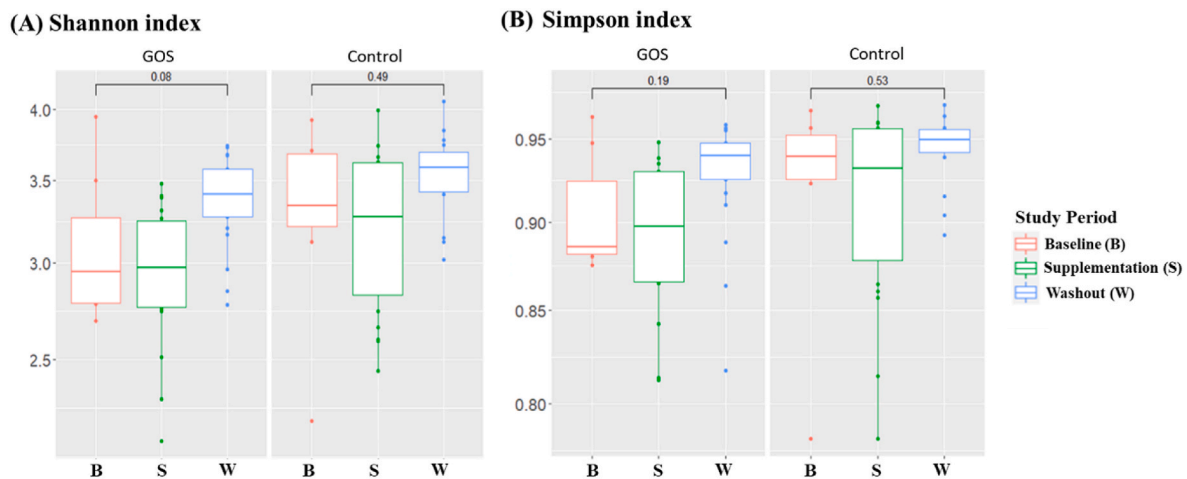 (A) Shannon index
GOS
Control
0.08
0.49
4.0
3.5
3.0
2.5
B S W B S W
(B) Simpson index
GOS
Control
0.19
0.53
0.95
0.90
0.85
0.80
B S W B S W
Study Period
Baseline (B)
Supplementation (S)
Washout (W)